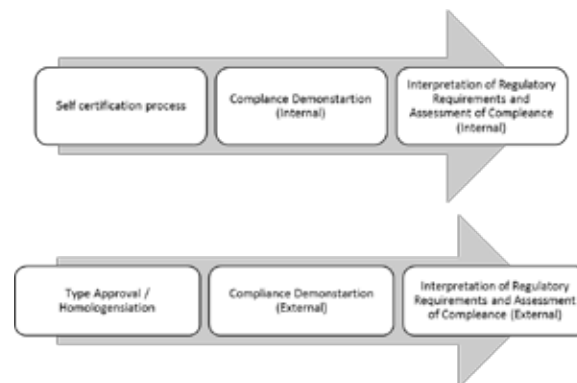 Self certification process
Compliance Demonstartion
(Internal)
Interpretation of Regulatory
Requirements and
Assessment of Compleance
(Internal)
Type Approval /
Homologensiation
Compliance Demonstartion
(External)
Interpretation of Regulatory
Requirements and Assessment
of Compleance (External)